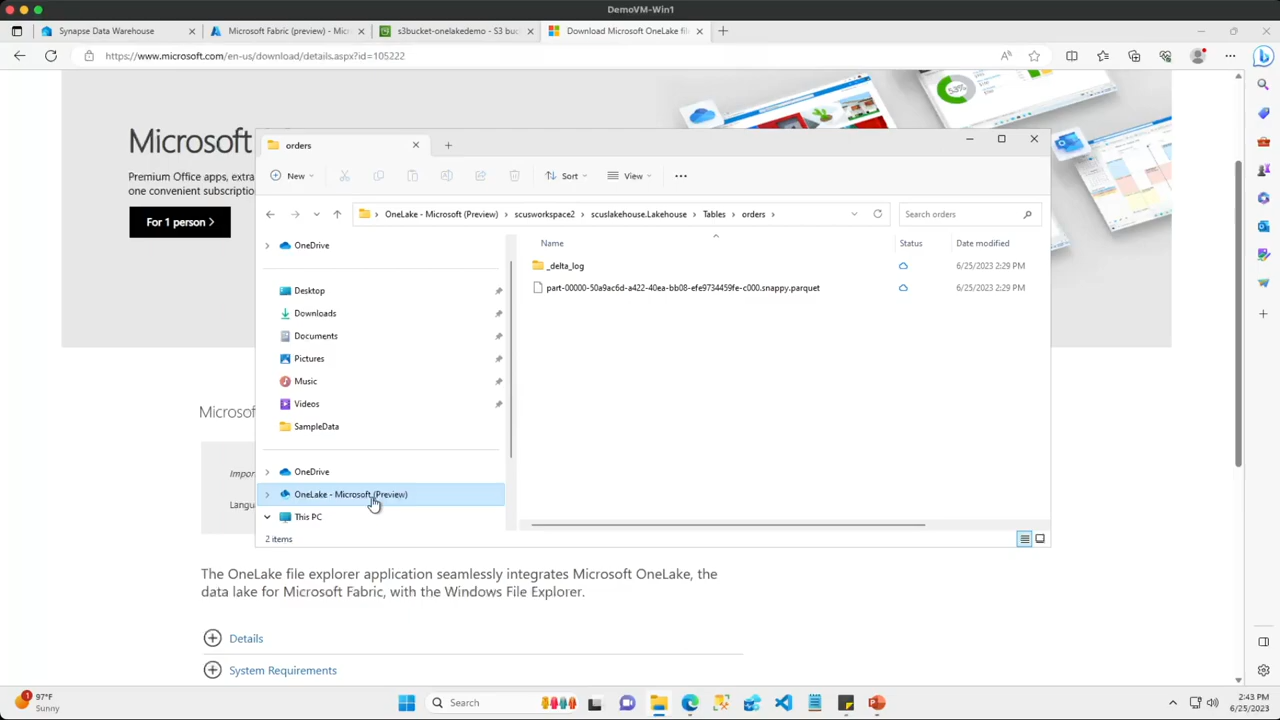 DemoVM-Win1
Synapse Data Warehouse
Microsoft Fabric (preview) - Micr
s3bucket-onelakedemo - S3 buc
Download Microsoft OneLake fil
https://www.microsoft.com/en-us/download/details.aspx?id=105222
Microsoft
Premium Office apps, extra
one convenient subscriptio
For 1 person >
orders
New
Sort
View
OneLake - Microsoft (Preview) > scusworkspace2 > scuslakehouse.Lakehouse > Tables > orders >
Search orders
OneDrive
Desktop
Downloads
Documents
Pictures
Music
Videos
SampleData
OneDrive
OneLake - Microsoft (Preview)
This PC
2 items
Name Status Date modified
_delta_log 6/25/2023 2:29 PM
part-00000-50a9ac6d-a422-40ea-bb08-efe9734459fe-c000.snappy.parquet 6/25/2023 2:29 PM
Microsof
Impor
Langu
The OneLake file explorer application seamlessly integrates Microsoft OneLake, the
data lake for Microsoft Fabric, with the Windows File Explorer.
Details
System Requirements
1
97°F
Sunny
Search
2:43 PM
6/25/2023